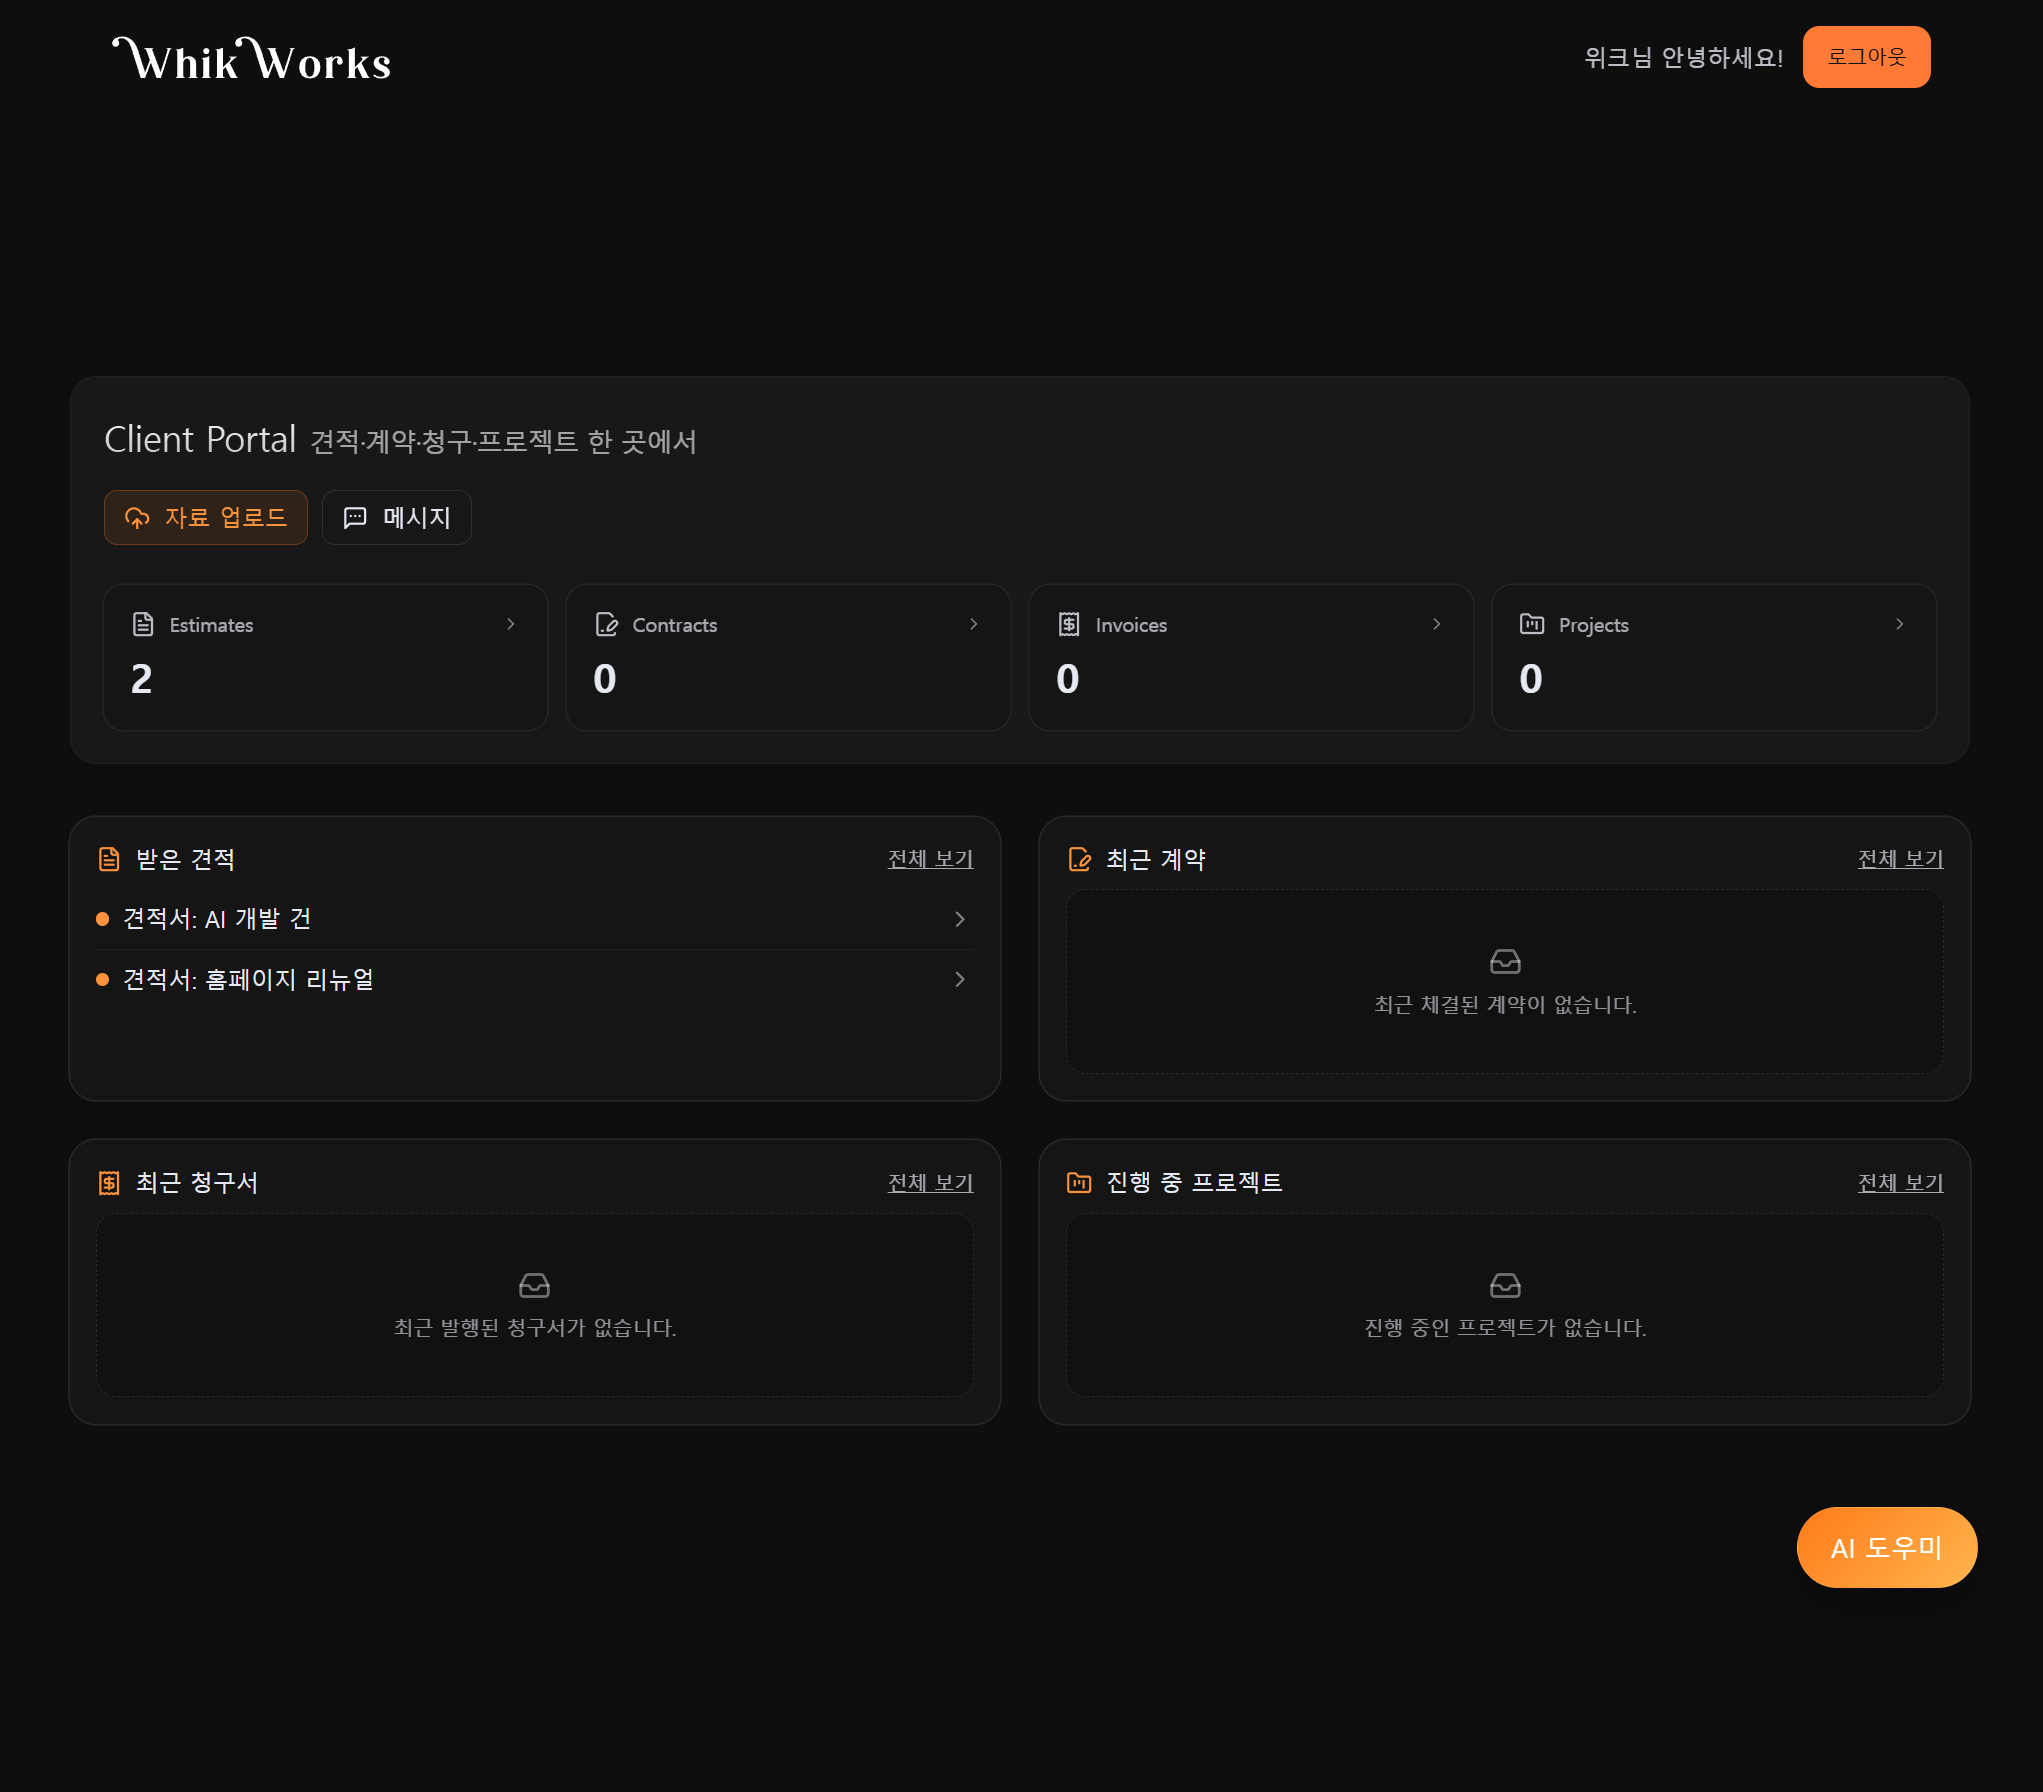 WhikWorks
위크님 안녕하세요!
로그아웃
Client Portal 견적·계약·청구·프로젝트 한 곳에서
자료 업로드
메시지
Estimates
2
Contracts
0
Invoices
0
Projects
0
받은 견적
전체 보기
견적서: AI 개발 건
견적서: 홈페이지 리뉴얼
최근 계약
전체 보기
최근 체결된 계약이 없습니다.
최근 청구서
전체 보기
최근 발행된 청구서가 없습니다.
진행 중 프로젝트
전체 보기
진행 중인 프로젝트가 없습니다.
AI 도우미